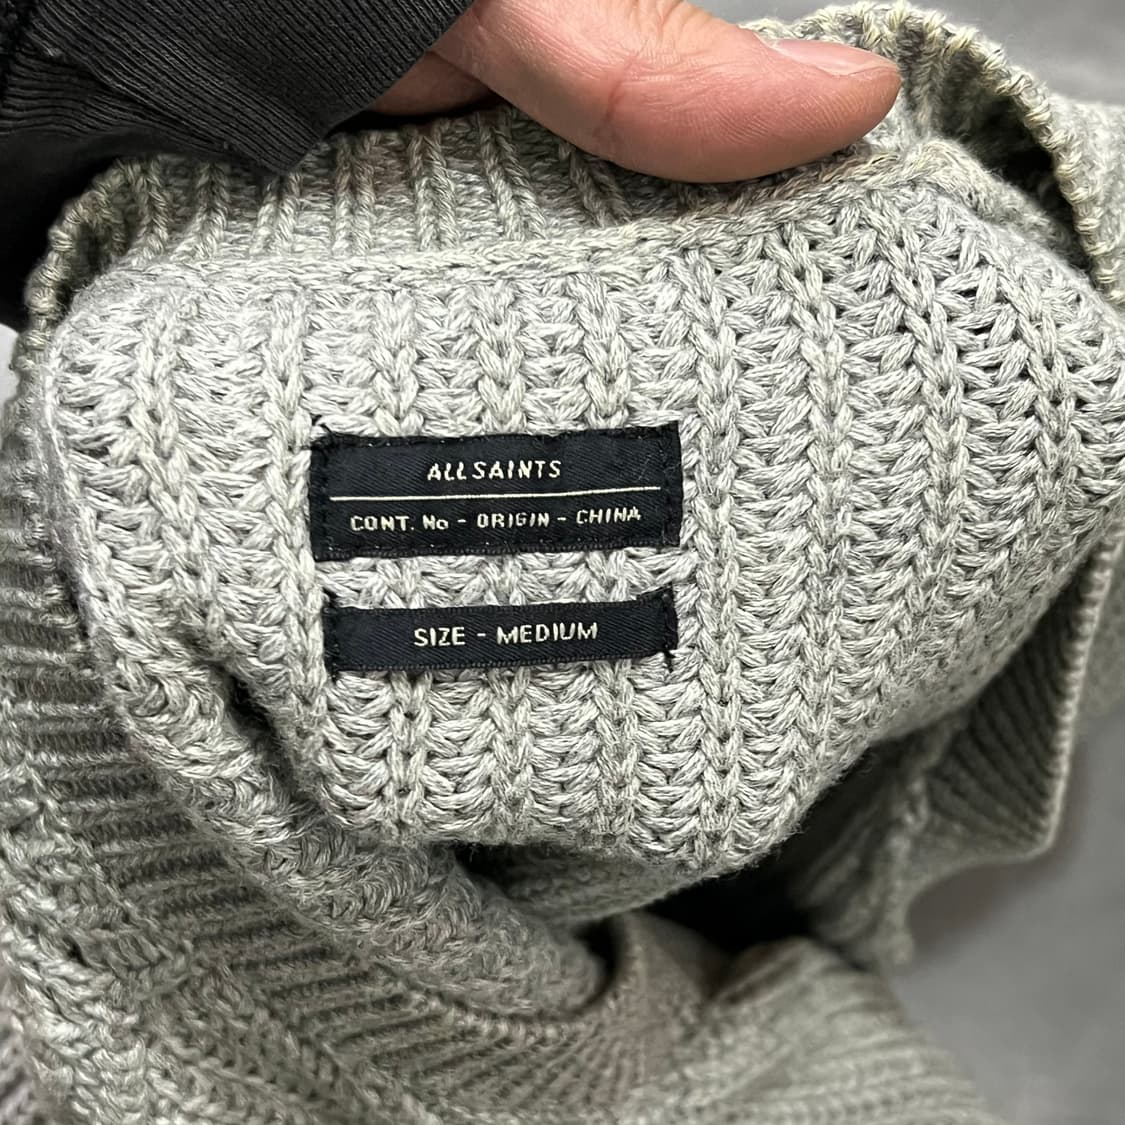 ALLSAINTS
CONT. No - ORIGIN - CHINA
SIZE - MEDIUM